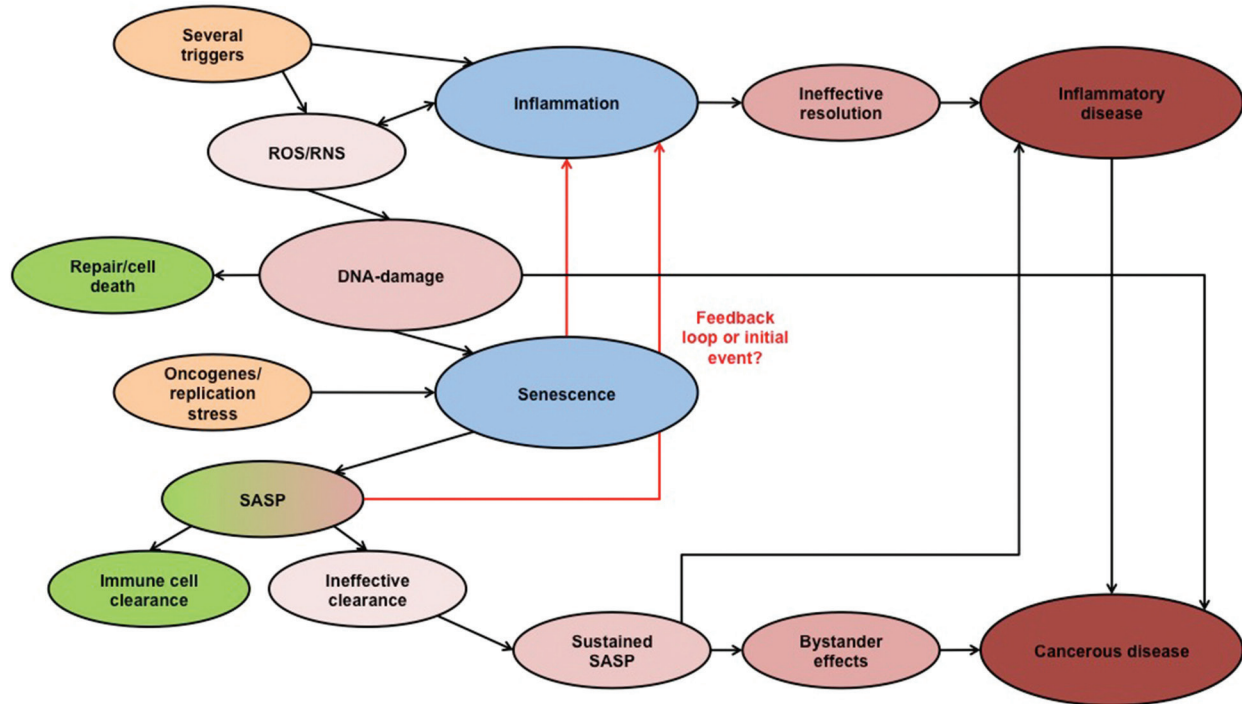 Several
triggers
Inflammation
Ineffective
resolution
Inflammatory
disease
ROS/RNS
Repair/cell
death
DNA-damage
Feedback
loop or initial
event?
Oncogenes/
replication
stress
Senescence
SASP
Immune cell
clearance
Ineffective
clearance
Sustained
SASP
Bystander
effects
Cancerous disease